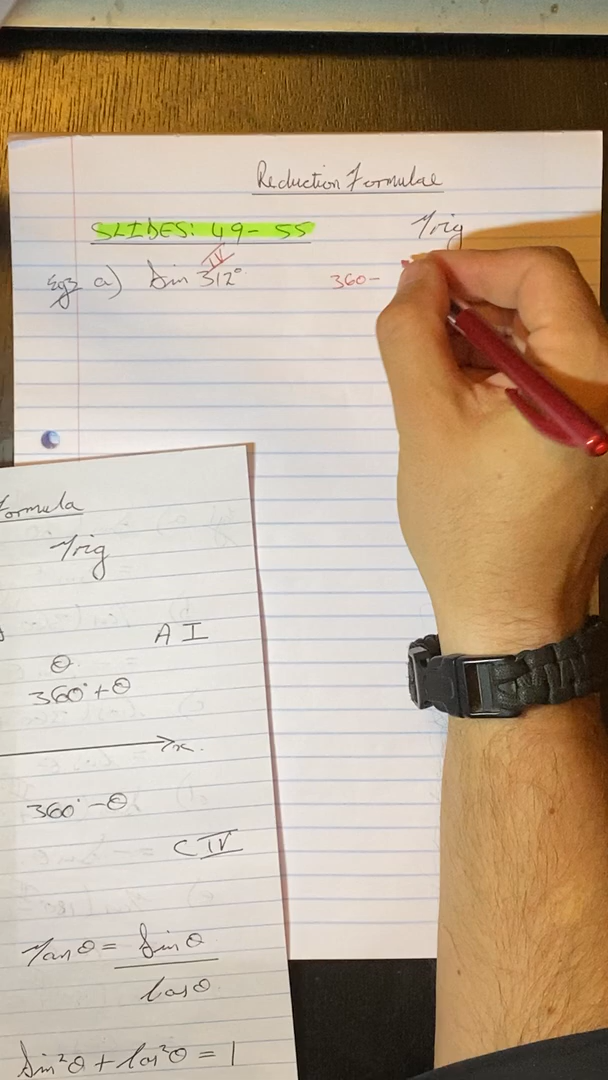 Reduction Formulae
SLIDES: 49 - 55
Trig
IV
Eg3 a) Sin 312°
360-
Formula
Trig
A I
θ
360°+θ
x
360°-θ
C IV
Tan θ = Sin θ
Cos θ
Sin²θ + Cos²θ = 1